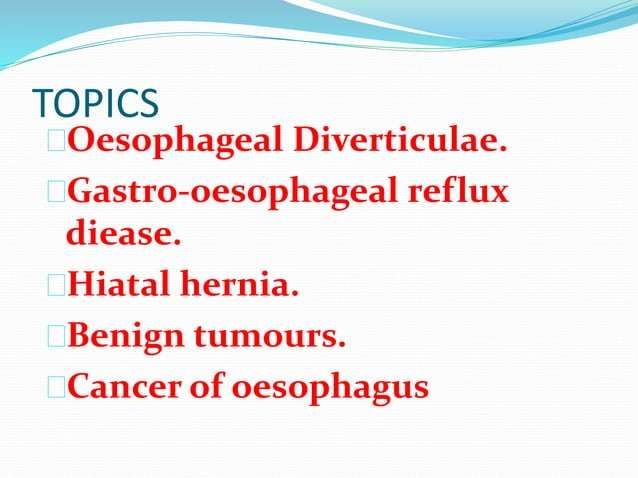 TOPICS
Oesophageal Diverticulae.
Gastro-oesophageal reflux
diease.
Hiatal hernia.
Benign tumours.
Cancer of oesophagus